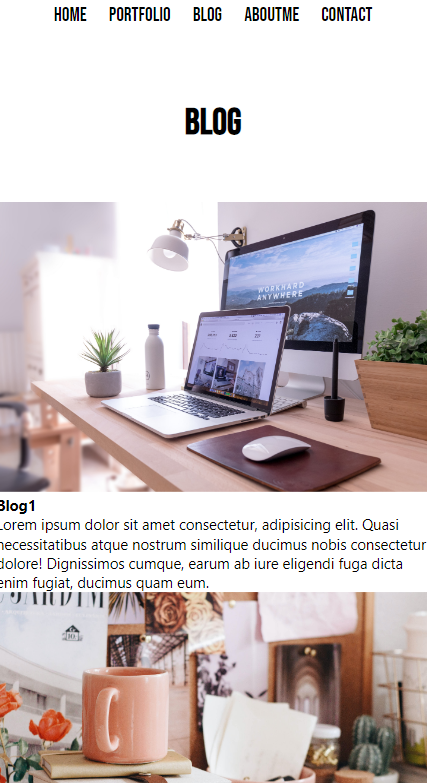 HOME PORTFOLIO BLOG ABOUTME CONTACT
BLOG
WORKHARD
ANYWHERE
Blog1
Lorem ipsum dolor sit amet consectetur, adipisicing elit. Quasi
necessitatibus atque nostrum similique ducimus nobis consectetur
dolore! Dignissimos cumque, earum ab iure eligendi fuga dicta
enim fugiat, ducimus quam eum.
JARDIM